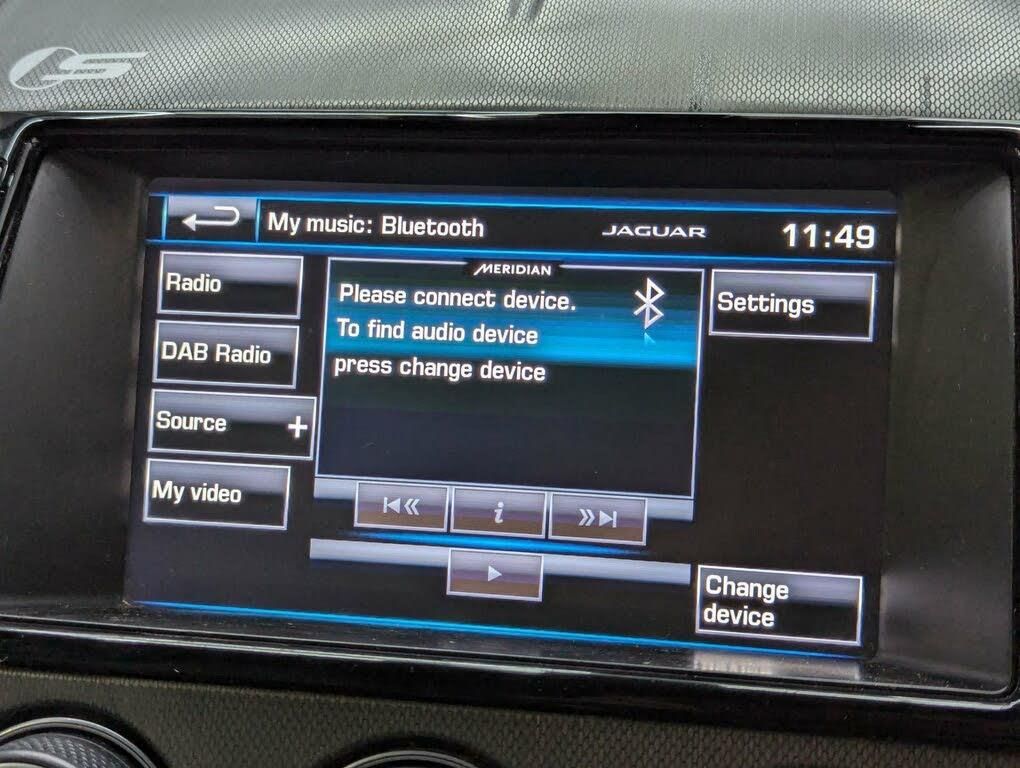 My music: Bluetooth
JAGUAR
11:49
MERIDIAN
Radio
DAB Radio
Source +
My video
Please connect device.
To find audio device
press change device
Settings
i
Change
device